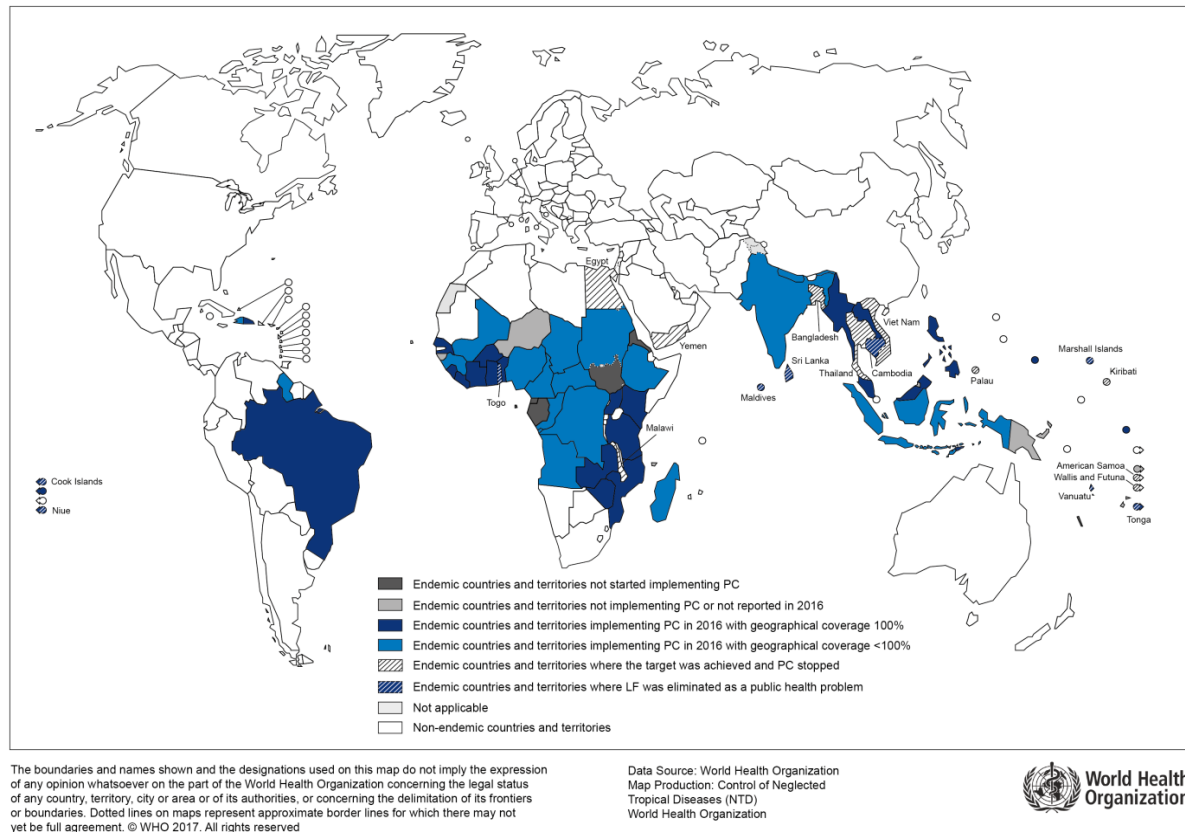 Egypt
Yemen
Togo
Malawi
Bangladesh
Viet Nam
Sri Lanka
Thailand
Cambodia
Maldives
Marshall Islands
Kiribati
Palau
American Samoa
Wallis and Futuna
Vanuatu
Tonga
Cook Islands
Niue
Endemic countries and territories not started implementing PC
Endemic countries and territories not implementing PC or not reported in 2016
Endemic countries and territories implementing PC in 2016 with geographical coverage 100%
Endemic countries and territories implementing PC in 2016 with geographical coverage <100%
Endemic countries and territories where the target was achieved and PC stopped
Endemic countries and territories where LF was eliminated as a public health problem
Not applicable
Non-endemic countries and territories
The boundaries and names shown and the designations used on this map do not imply the expression
of any opinion whatsoever on the part of the World Health Organization concerning the legal status
of any country, territory, city or area or of its authorities, or concerning the delimitation of its frontiers
or boundaries. Dotted lines on maps represent approximate border lines for which there may not
yet be full agreement. © WHO 2017. All rights reserved
Data Source: World Health Organization
Map Production: Control of Neglected
Tropical Diseases (NTD)
World Health Organization
World Health
Organization